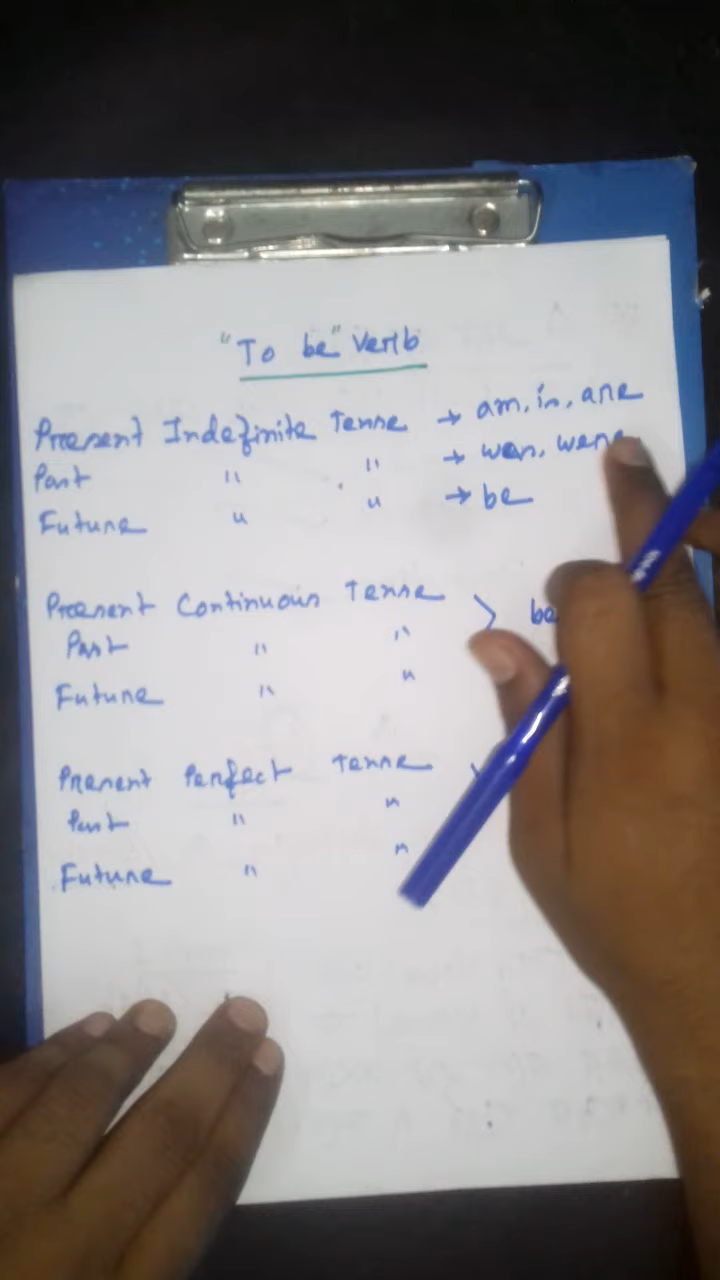 "To be" Verb
Present Indefinite Tense → am, is, are
Past " " → was, were
Future " " → be
Present Continuous Tense > be
Past " "
Future " "
Present Perfect Tense
Past " "
Future " "